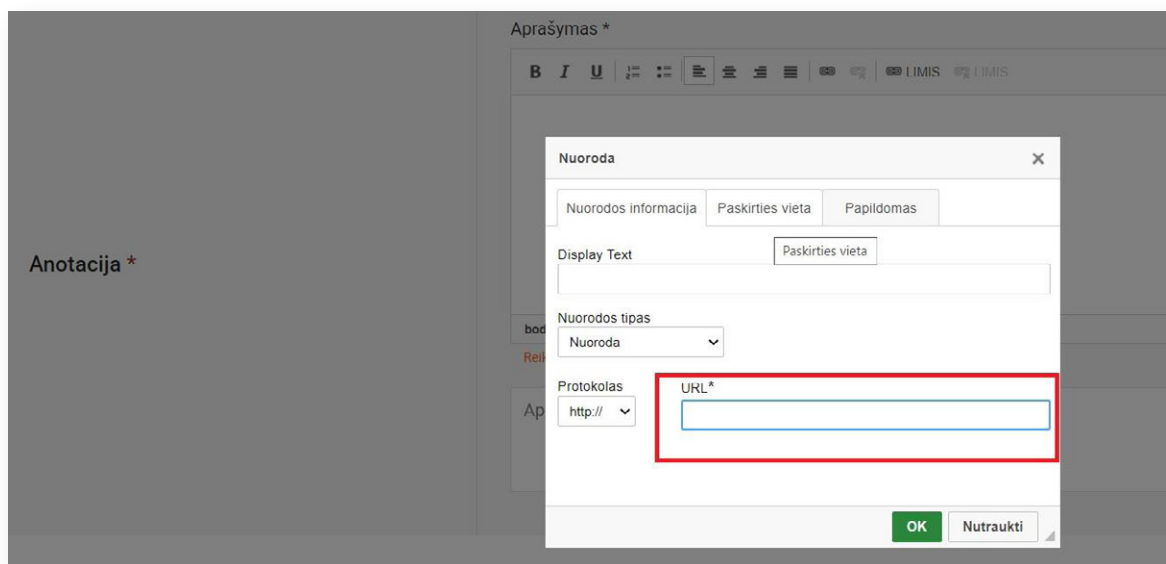 Aprašymas *
B I U LIMIS LIMIS
Nuoroda
Nuorodos informacija Paskirties vieta Papildomas
Paskirties vieta
Display Text
Anotacija *
Nuorodos tipas
Nuoroda
Protokolas URL*
http://
OK Nutraukti